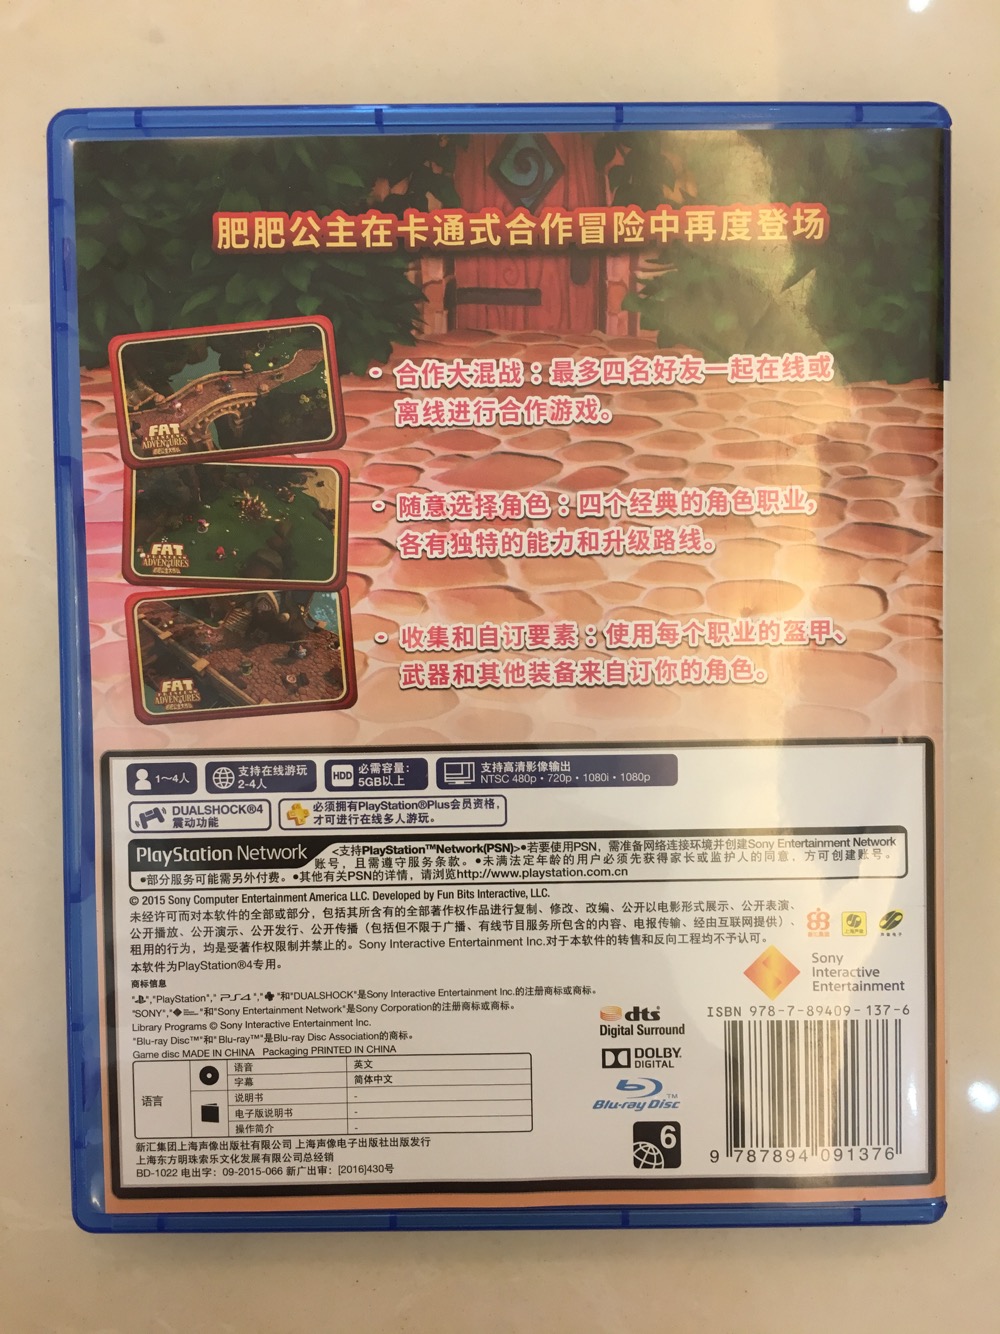 肥肥公主在卡通式合作冒险中再度登场
· 合作大混战：最多四名好友一起在线或
离线进行合作游戏。
· 随意选择角色：四个经典的角色职业，
各有独特的能力和升级路线。
· 收集和自订要素：使用每个职业的盔甲、
武器和其他装备来自订你的角色。
FAT
PRINCESS
ADVENTURES
FAT
PRINCESS
ADVENTURES
FAT
PRINCESS
ADVENTURES
1～4人
支持在线游玩
2-4人
HDD
必需容量：
5GB以上
支持高清影像输出
NTSC 480p・720p・1080i・1080p
DUALSHOCK®4
震动功能
必须拥有PlayStation®Plus会员资格，
才可进行在线多人游玩。
PlayStation Network
<支持PlayStation™Network(PSN)>●若要使用PSN，需准备网络连接环境并创建Sony Entertainment Network
账号，且需遵守服务条款。●未满法定年龄的用户必须先获得家长或监护人的同意，方可创建账号。
●部分服务可能需另外付费。●其他有关PSN的详情，请浏览http://www.playstation.com.cn
© 2015 Sony Computer Entertainment America LLC. Developed by Fun Bits Interactive, LLC.
未经许可而对本软件的全部或部分，包括其所含有的全部著作权作品进行复制、修改、改编、公开以电影形式展示、公开表演、
公开播放、公开演示、公开发行、公开传播（包括但不限于广播、有线节目服务所包含的内容、电报传输、经由互联网提供）、
租用的行为，均是受著作权限制并禁止的。Sony Interactive Entertainment Inc.对于本软件的转售和反向工程均不予认可。
本软件为PlayStation®4专用。
商标信息
"","PlayStation","PS4",""和"DUALSHOCK"是Sony Interactive Entertainment Inc.的注册商标或商标。
"SONY",""和"Sony Entertainment Network"是Sony Corporation的注册商标或商标。
Library Programs © Sony Interactive Entertainment Inc.
"Blu-ray Disc™"和" Blu-ray™"是Blu-ray Disc Association的商标。
Game disc MADE IN CHINA Packaging PRINTED IN CHINA
语言
语音 英文
字幕 简体中文
说明书 -
电子版说明书 -
操作简介 -
新汇集团上海声像出版社有限公司 上海声像电子出版社出版发行
上海东方明珠索乐文化发展有限公司总经销
BD-1022 电出字：09-2015-066 新广出审：[2016]430号
Sony
Interactive
Entertainment
dts
Digital Surround
DOLBY
DIGITAL
Blu-ray Disc™
6
ISBN 978-7-89409-137-6
9 787894 091376